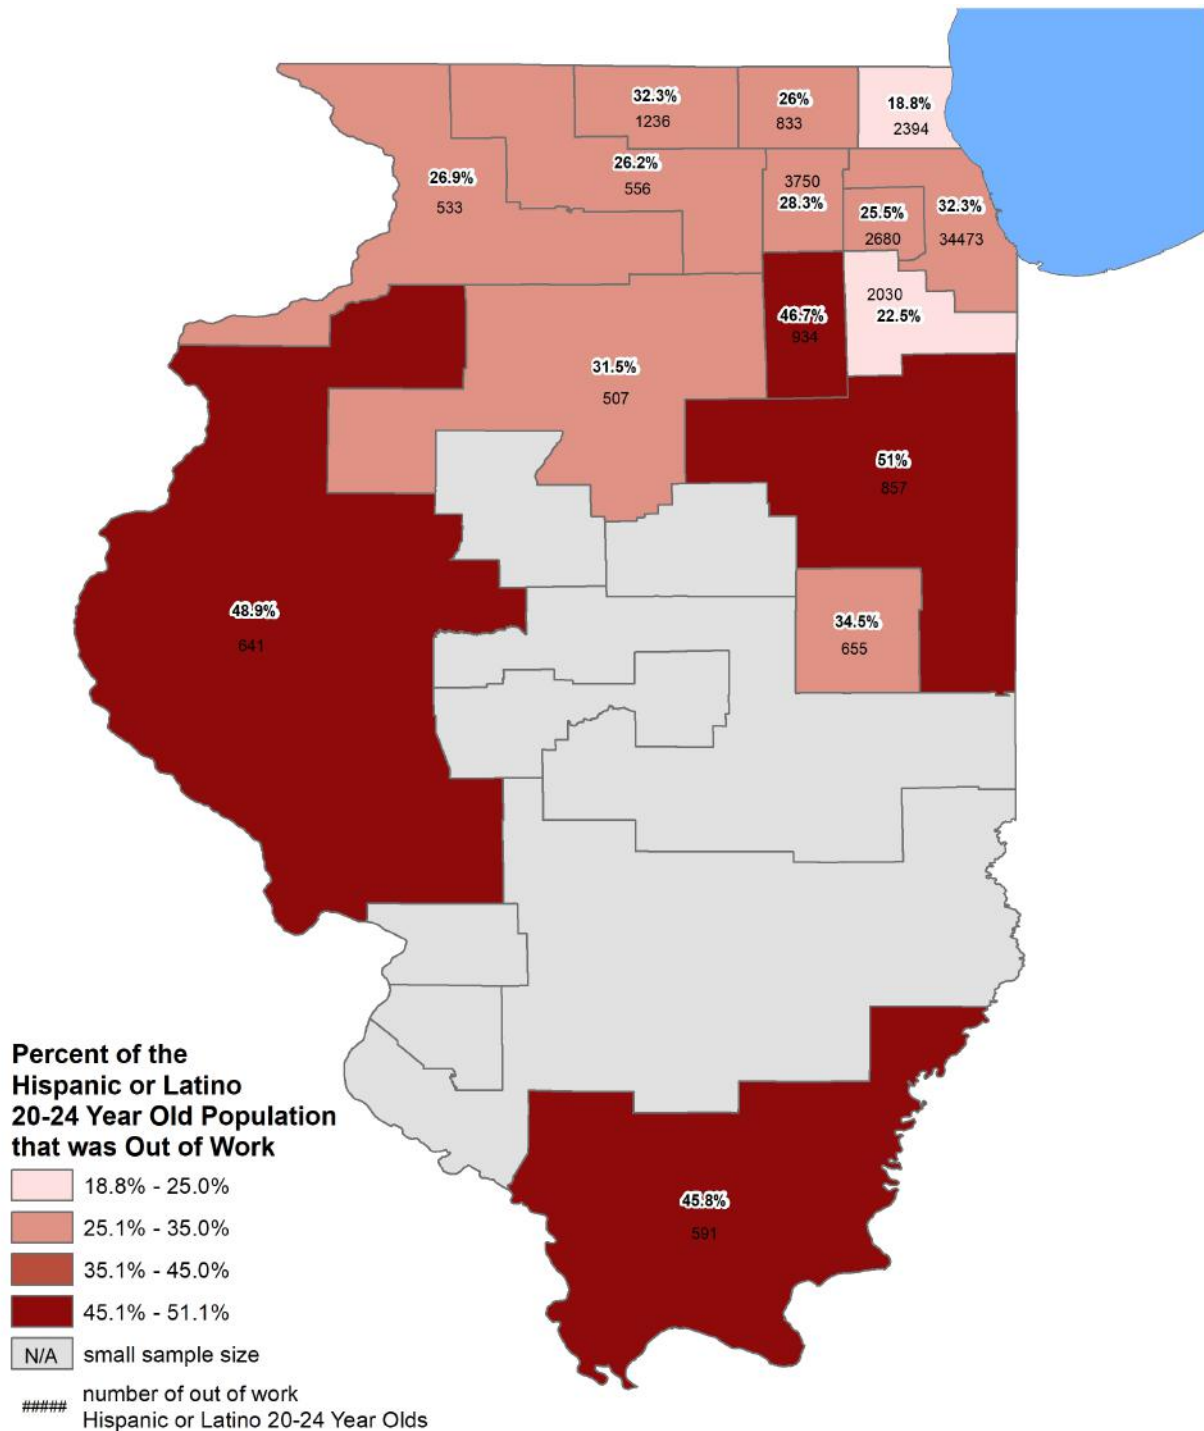 32.3%
1236
26%
833
18.8%
2394
26.9%
533
26.2%
556
3750
28.3%
25.5%
2680
32.3%
34473
2030
22.5%
46.7%
934
31.5%
507
51%
857
48.9%
641
34.5%
655
45.8%
591
Percent of the
Hispanic or Latino
20-24 Year Old Population
that was Out of Work
18.8% - 25.0%
25.1% - 35.0%
35.1% - 45.0%
45.1% - 51.1%
N/A small sample size
##### number of out of work
Hispanic or Latino 20-24 Year Olds